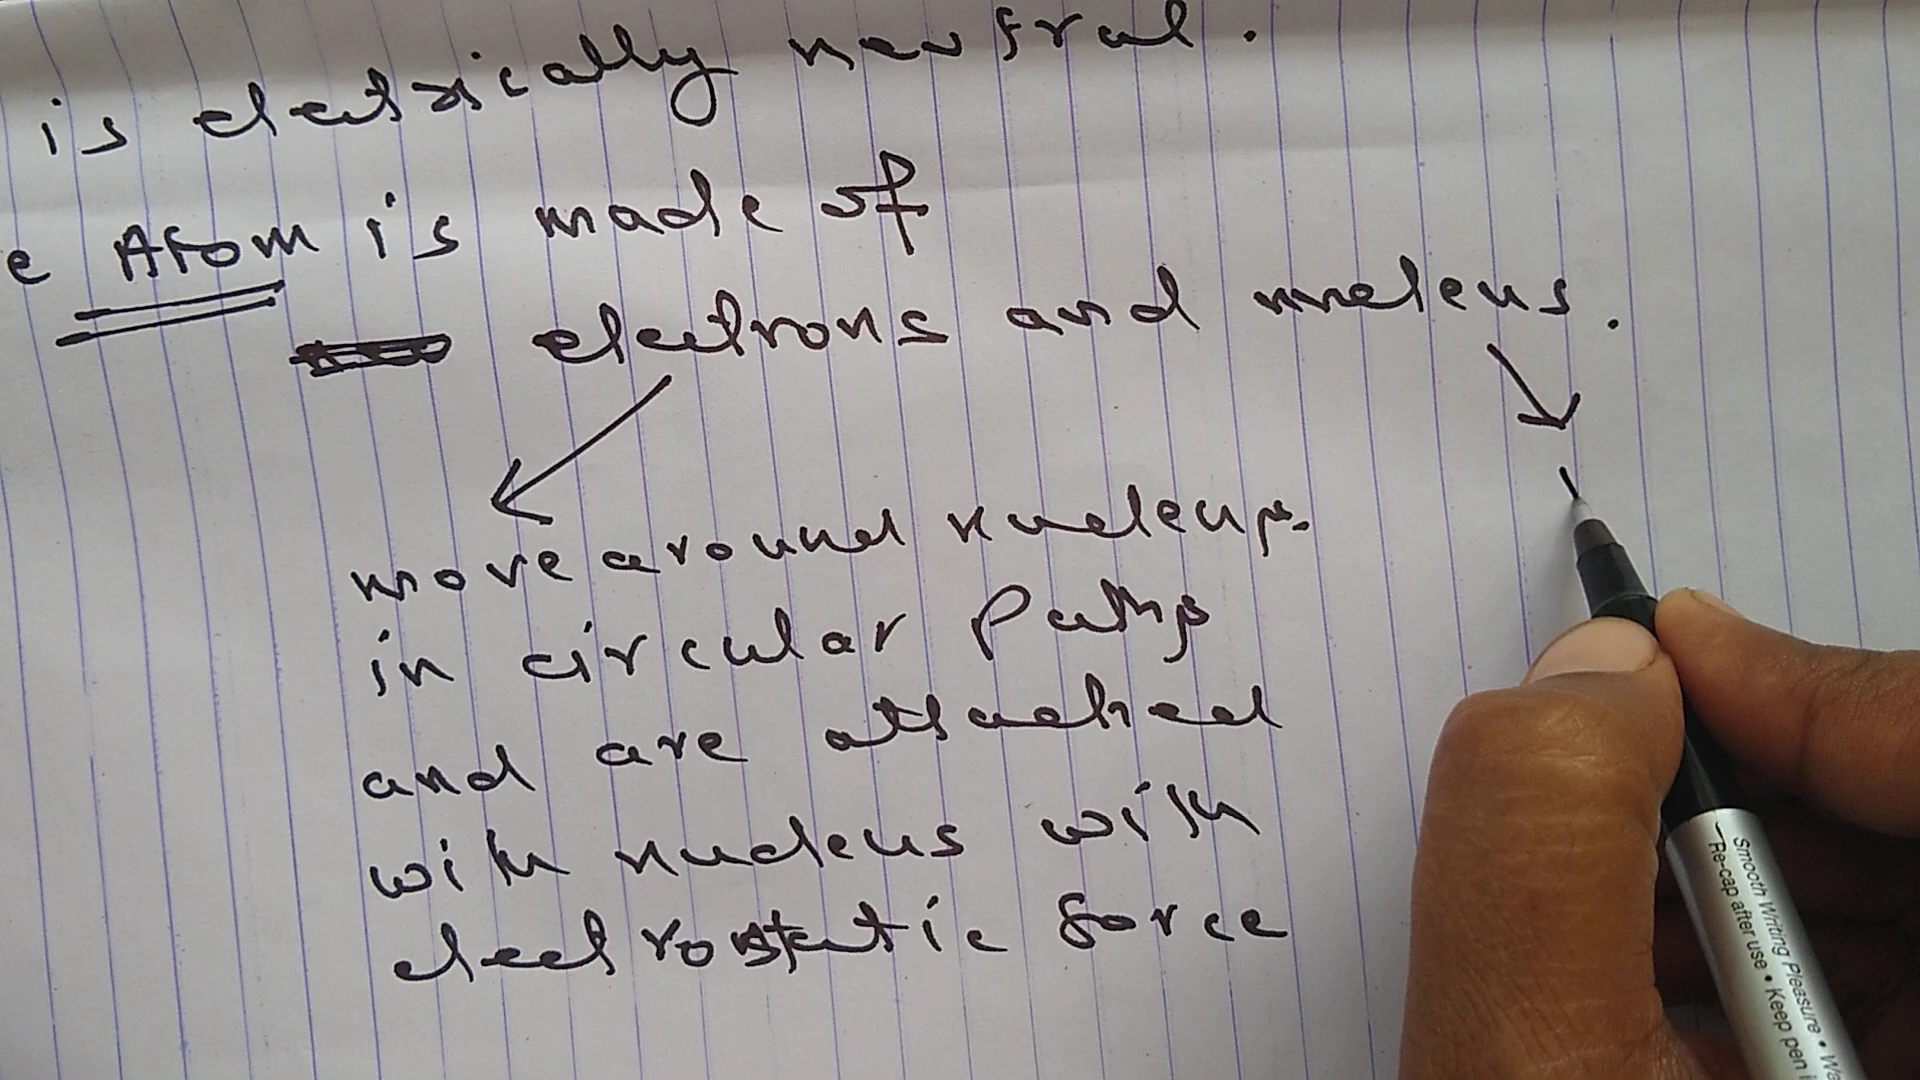 is electrically neutral.
e Atom is made of
electrons and nucleus.
move around nucleus.
in circular Paths
and are attached
with nucleus with
electrostatic force
Smooth Writing Pleasure • Wa
Re-cap after use • Keep pen i